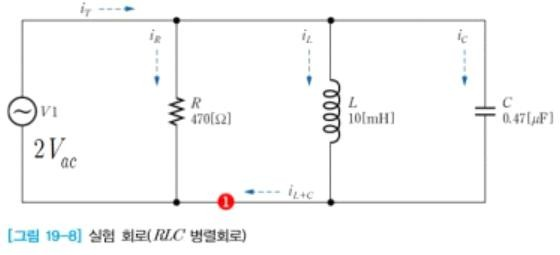 i_T
i_R
i_L
i_C
V1
R
470[Ω]
L
10[mH]
C
0.47[μF]
2V_ac
1
i_L+C
[그림 19-8] 실험 회로(RLC 병렬회로)